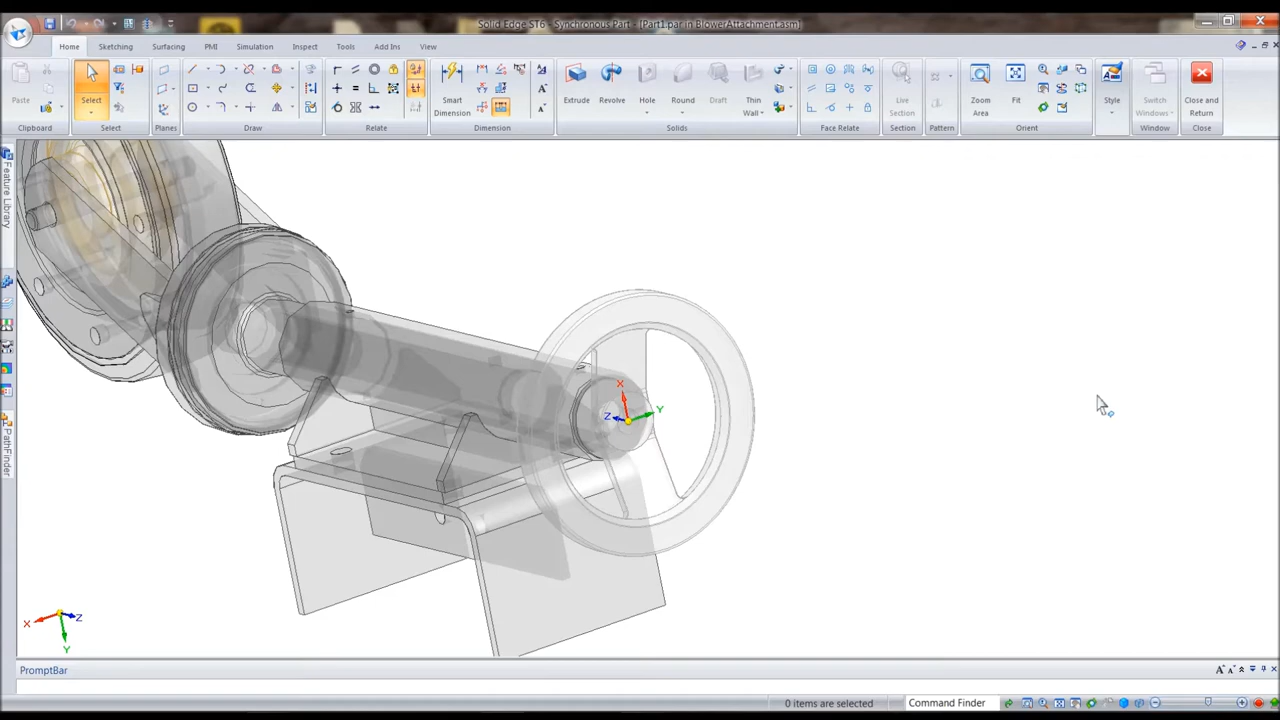 Solid Edge ST6 - Synchronous Part - [Part1.par in BlowerAttachment.asm]
Home Sketching Surfacing PMI Simulation Inspect Tools Add Ins View
Paste Select Smart Dimension Extrude Revolve Hole Round Draft Thin Wall Live Section Zoom Area Fit Style Switch Windows Close and Return
Clipboard Select Planes Draw Relate Dimension Solids Face Relate Section Pattern Orient Window Close
Feature Library
PathFinder
X
Y
Z
X
Z
Y
PromptBar
0 items are selected Command Finder